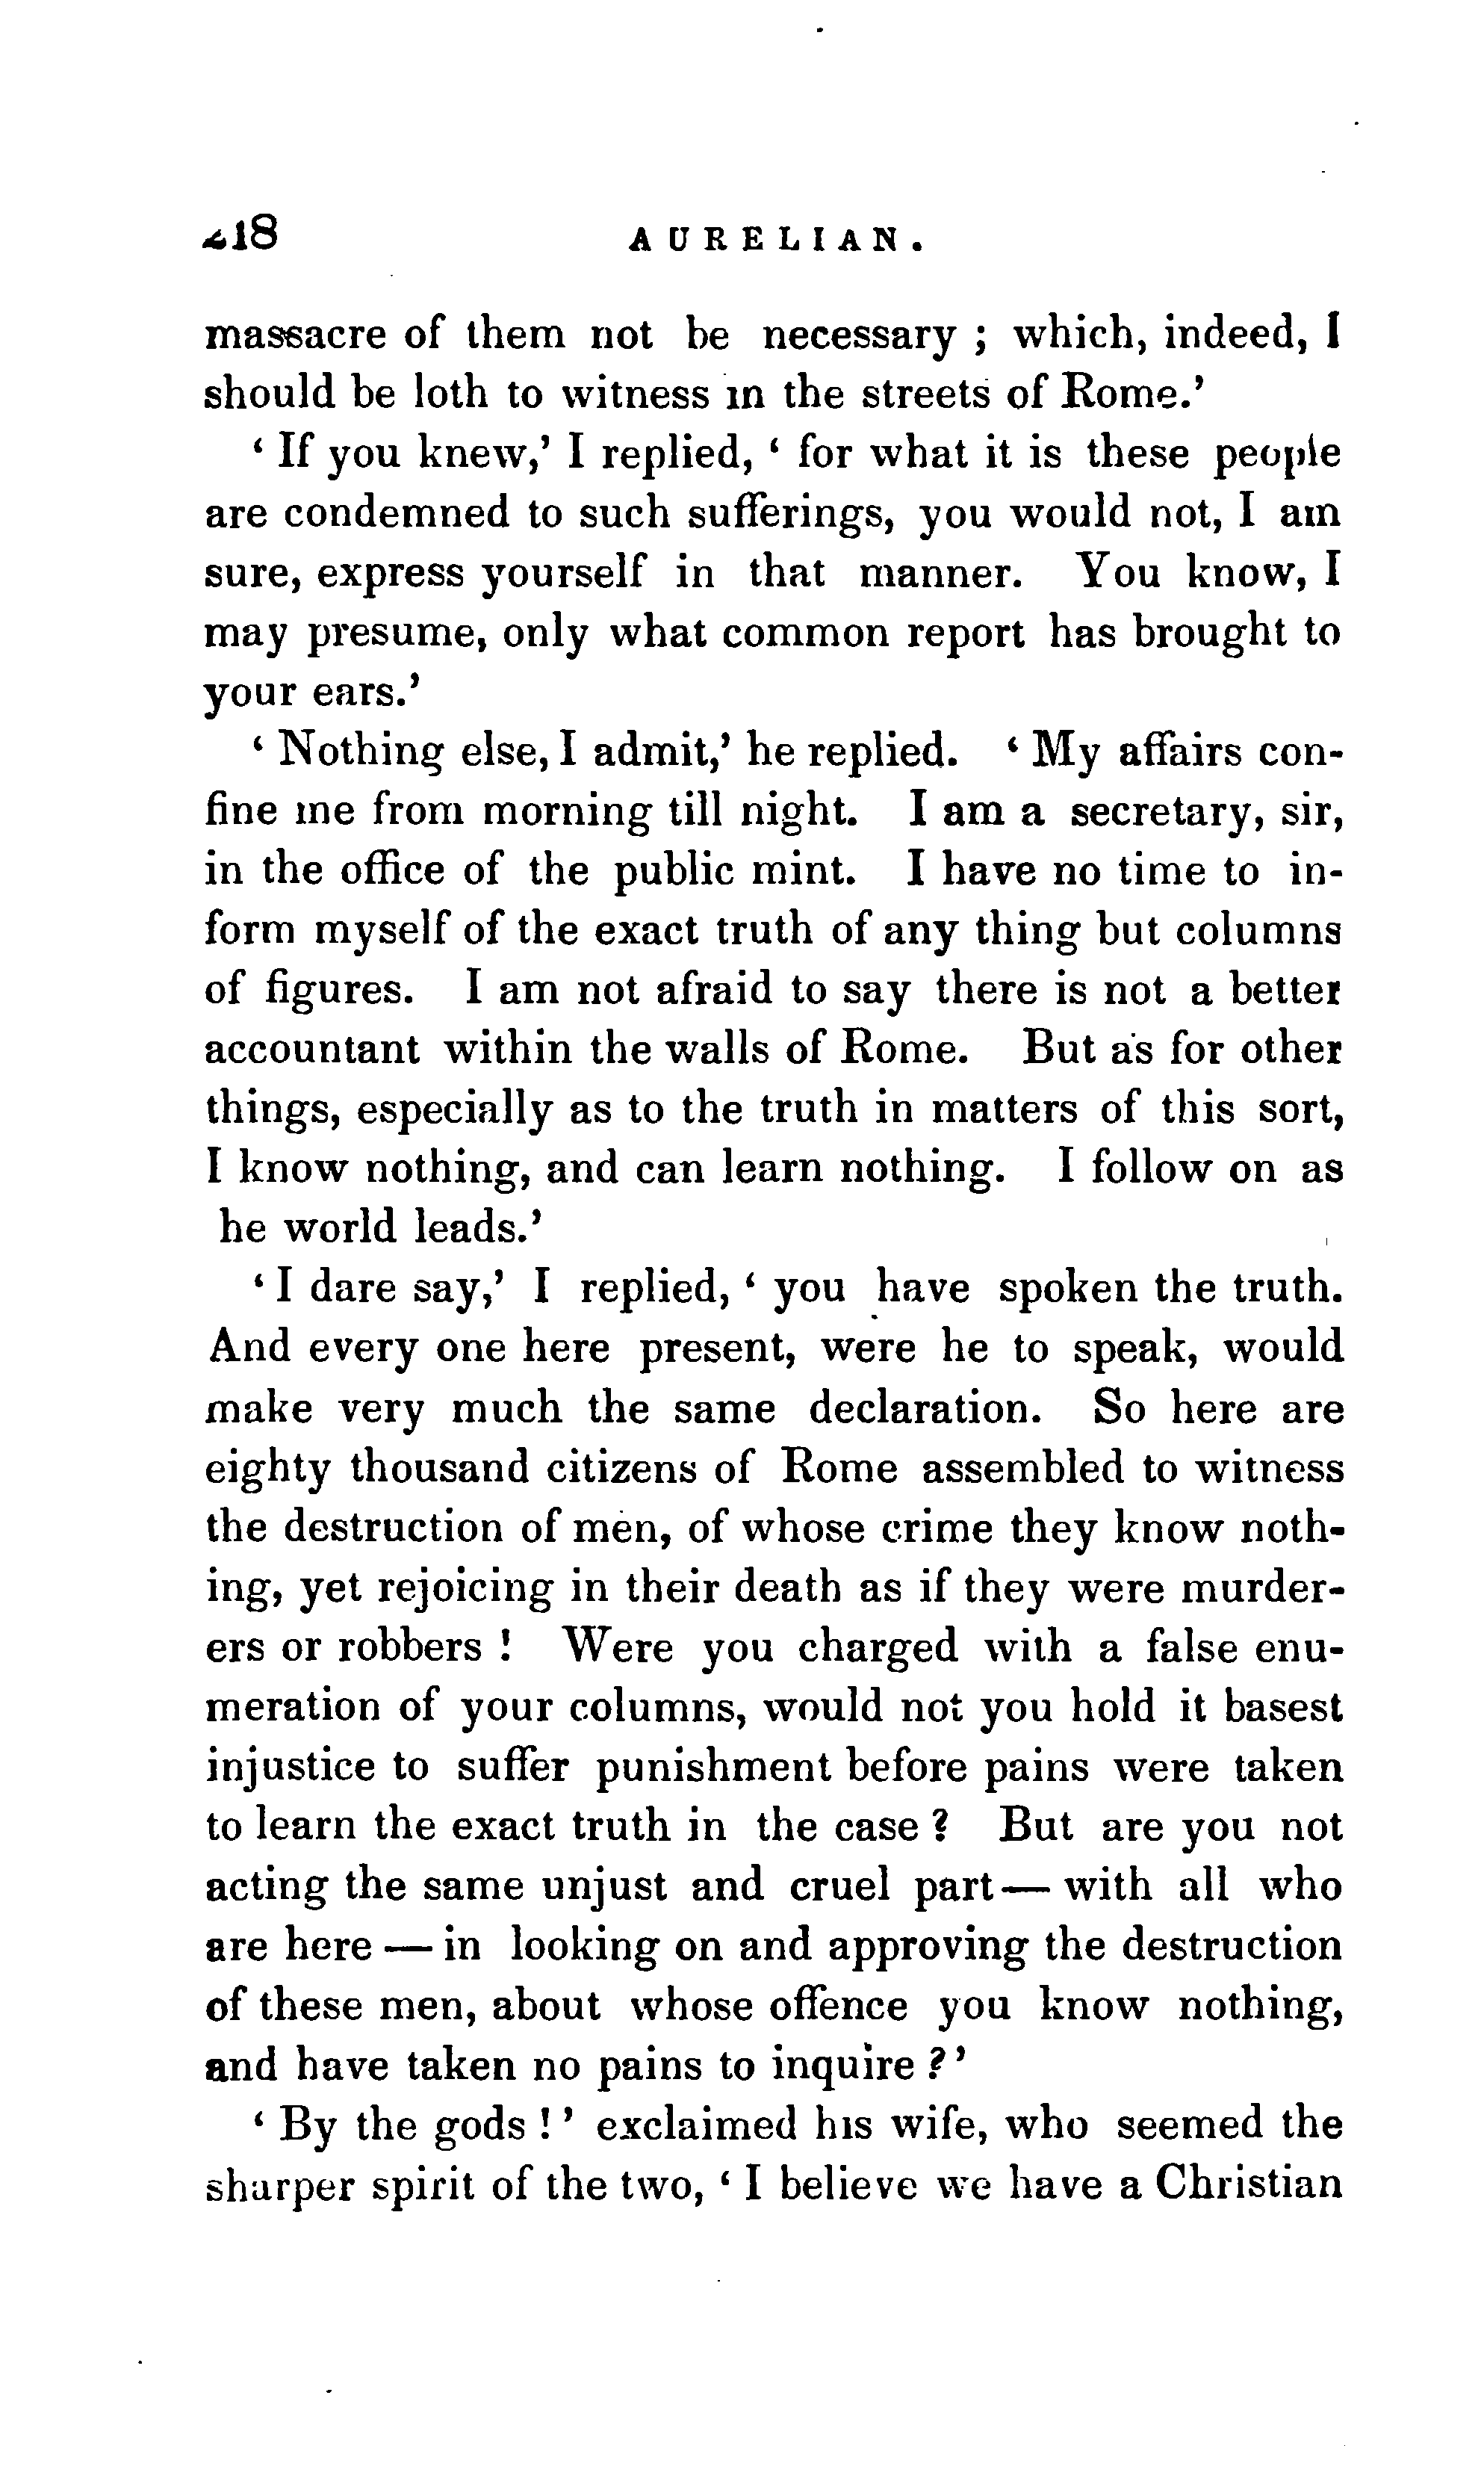 218 AURELIAN.
massacre of them not be necessary ; which, indeed, I
should be loth to witness in the streets of Rome.’
‘ If you knew,’ I replied, ‘ for what it is these people
are condemned to such sufferings, you would not, I am
sure, express yourself in that manner. You know, I
may presume, only what common report has brought to
your ears.’
‘ Nothing else, I admit,’ he replied. ‘ My affairs con-
fine me from morning till night. I am a secretary, sir,
in the office of the public mint. I have no time to in-
form myself of the exact truth of any thing but columns
of figures. I am not afraid to say there is not a better
accountant within the walls of Rome. But as for other
things, especially as to the truth in matters of this sort,
I know nothing, and can learn nothing. I follow on as
he world leads.’
‘ I dare say,’ I replied, ‘ you have spoken the truth.
And every one here present, were he to speak, would
make very much the same declaration. So here are
eighty thousand citizens of Rome assembled to witness
the destruction of men, of whose crime they know noth-
ing, yet rejoicing in their death as if they were murder-
ers or robbers ! Were you charged with a false enu-
meration of your columns, would not you hold it basest
injustice to suffer punishment before pains were taken
to learn the exact truth in the case ? But are you not
acting the same unjust and cruel part — with all who
are here — in looking on and approving the destruction
of these men, about whose offence you know nothing,
and have taken no pains to inquire ?’
‘ By the gods !’ exclaimed his wife, who seemed the
sharper spirit of the two, ‘ I believe we have a Christian